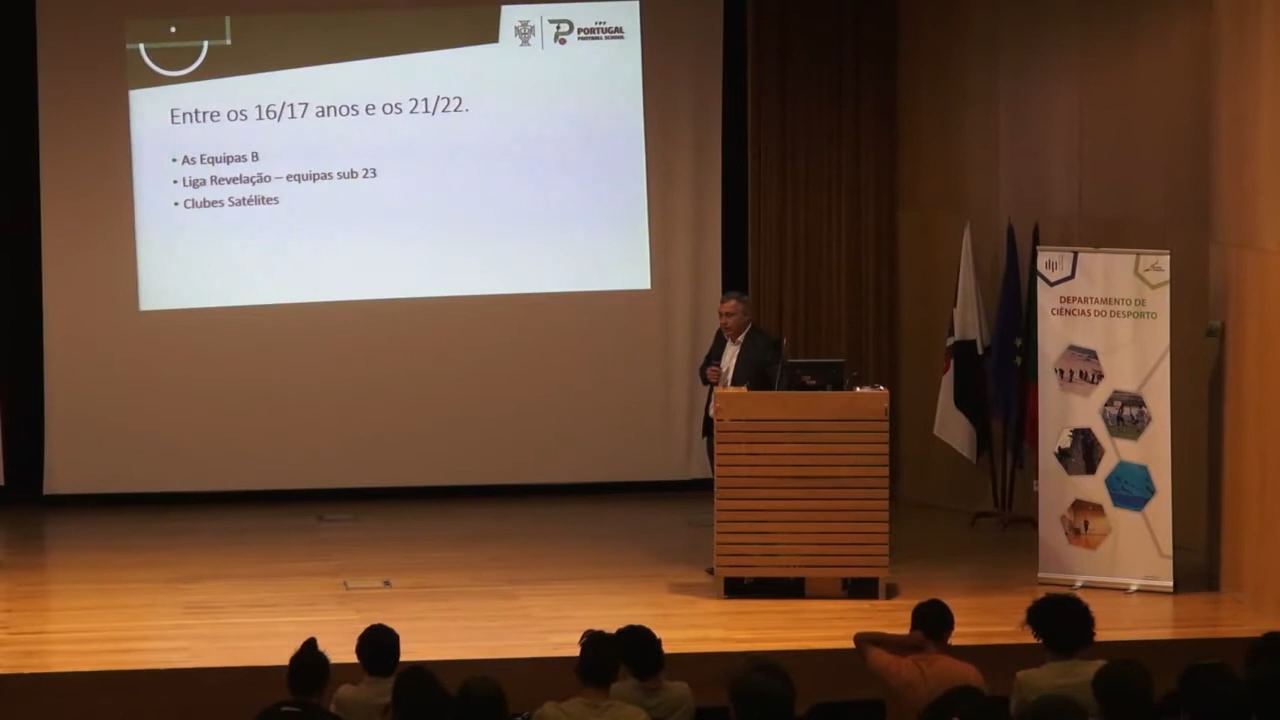 FPF
PORTUGAL
FOOTBALL SCHOOL
Entre os 16/17 anos e os 21/22.
• As Equipas B
• Liga Revelação – equipas sub 23
• Clubes Satélites
DEPARTAMENTO DE
CIÊNCIAS DO DESPORTO